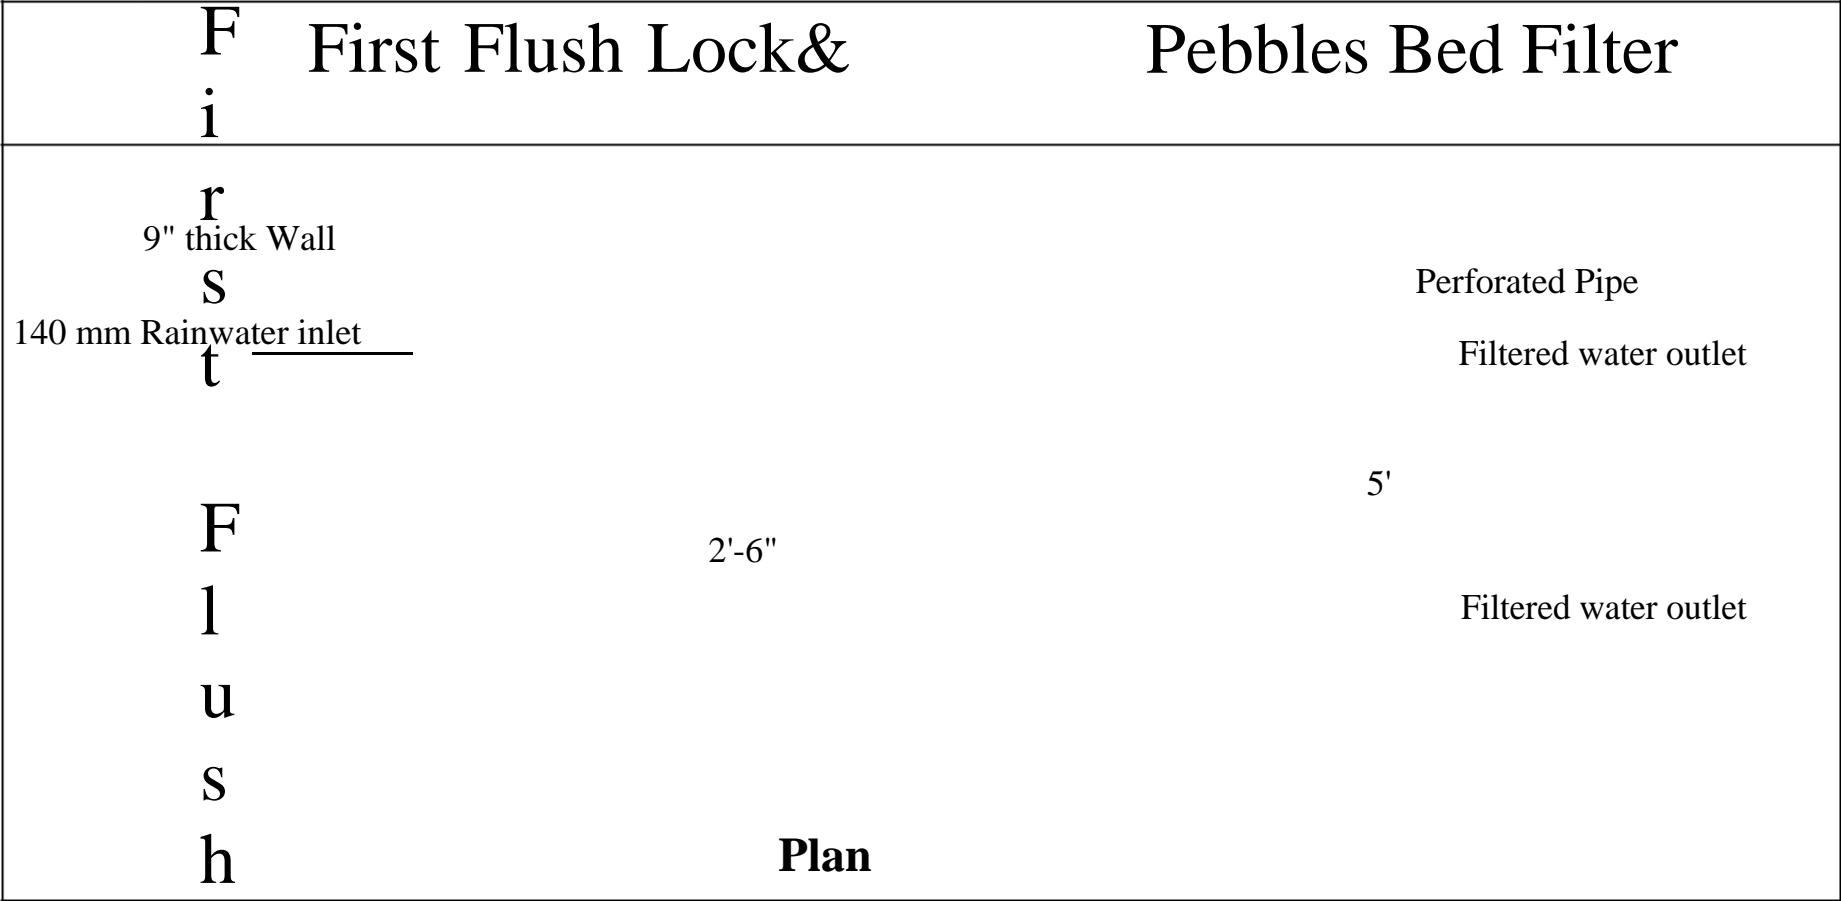 First Flush Lock& Pebbles Bed Filter
F
i
r
s
t
F
l
u
s
h
9" thick Wall
140 mm Rainwater inlet
Perforated Pipe
Filtered water outlet
5'
2'-6"
Filtered water outlet
Plan